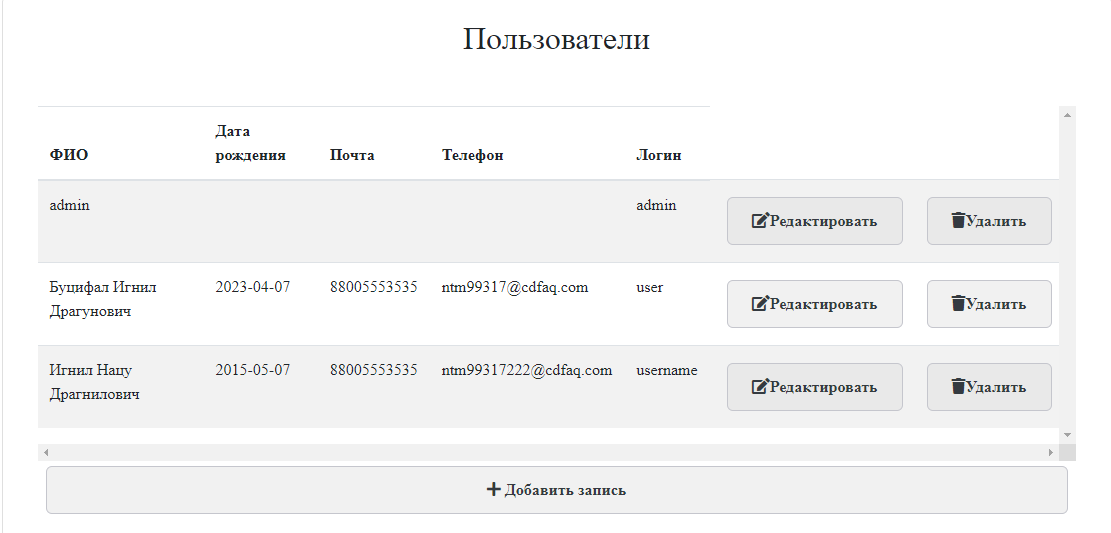 Пользователи
Дата
ФИО рождения Почта Телефон Логин
admin admin
Редактировать Удалить
Буцифал Игнил 2023-04-07 88005553535 ntm99317@cdfaq.com user
Драгунович
Редактировать Удалить
Игнил Нацу 2015-05-07 88005553535 ntm99317222@cdfaq.com username
Драгнилович
Редактировать Удалить
Добавить запись